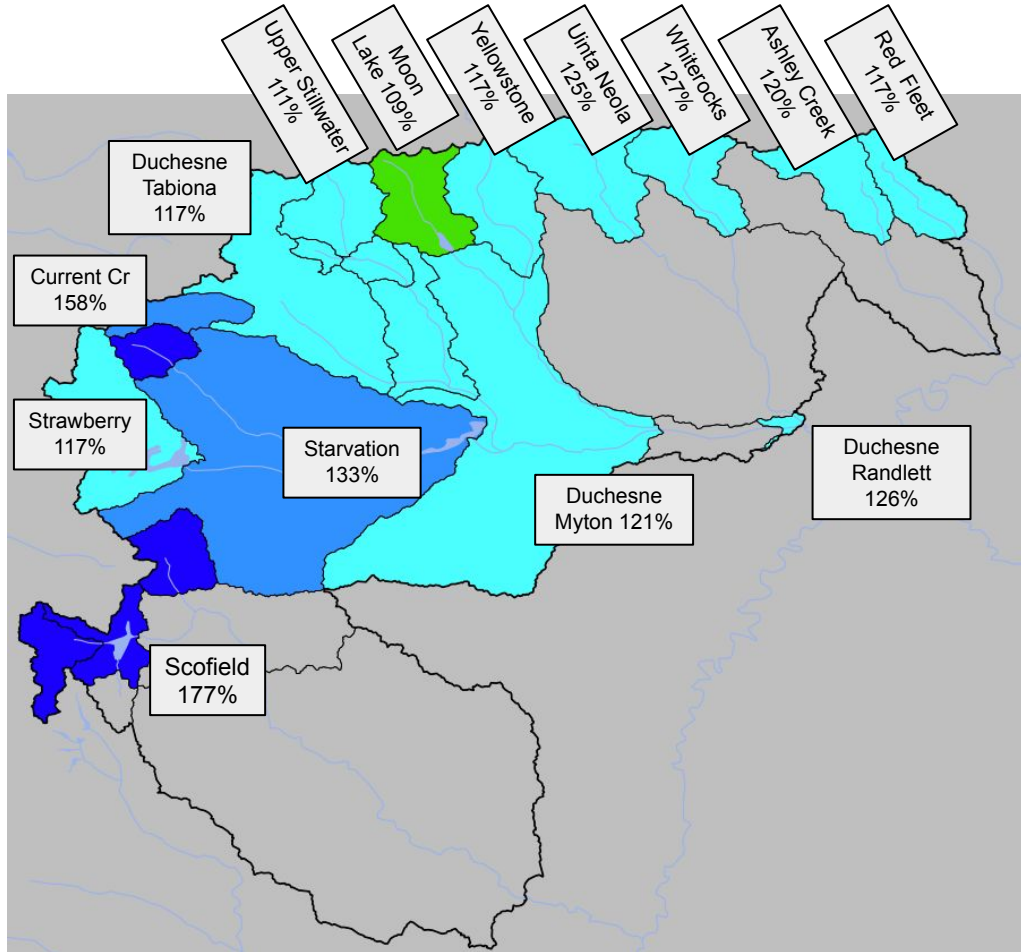 Upper Stillwater
111%
Moon
Lake 109%
Yellowstone
117%
Uinta Neola
125%
Whiterocks
127%
Ashley Creek
120%
Red Fleet
117%
Duchesne
Tabiona
117%
Current Cr
158%
Strawberry
117%
Starvation
133%
Duchesne
Myton 121%
Duchesne
Randlett
126%
Scofield
177%